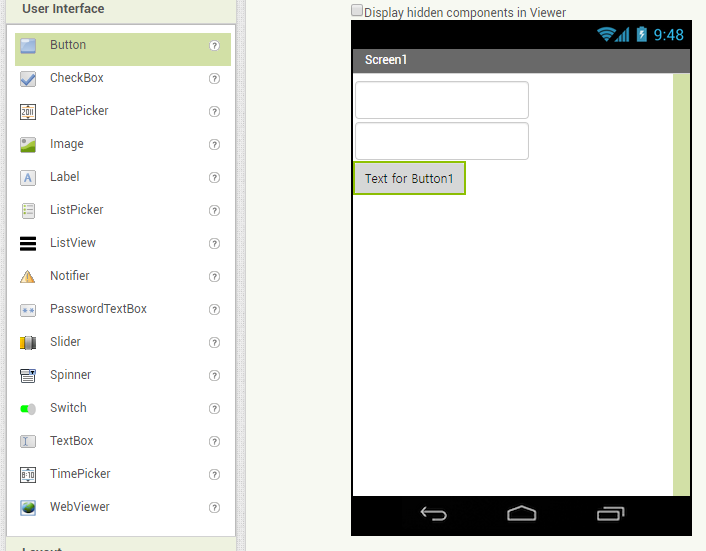 User Interface
Button ?
CheckBox ?
DatePicker ?
Image ?
Label ?
ListPicker ?
ListView ?
Notifier ?
PasswordTextBox ?
Slider ?
Spinner ?
Switch ?
TextBox ?
TimePicker ?
WebViewer ?
Layout
Display hidden components in Viewer
9:48
Screen1
Text for Button1